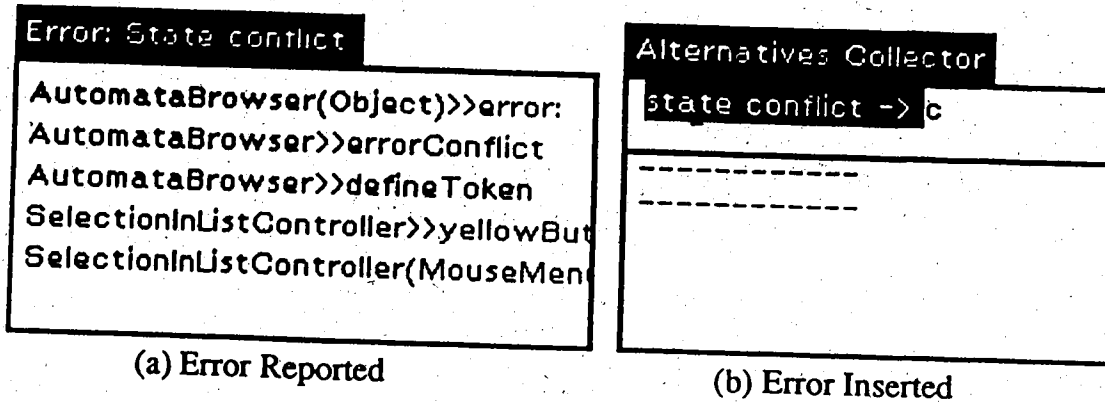 Error: State conflict
AutomataBrowser(Object)>>error:
AutomataBrowser>>errorConflict
AutomataBrowser>>defineToken
SelectionInListController>>yellowBut
SelectionInListController(MouseMen
(a) Error Reported
Alternatives Collector
state conflict -> c
------------
------------
(b) Error Inserted